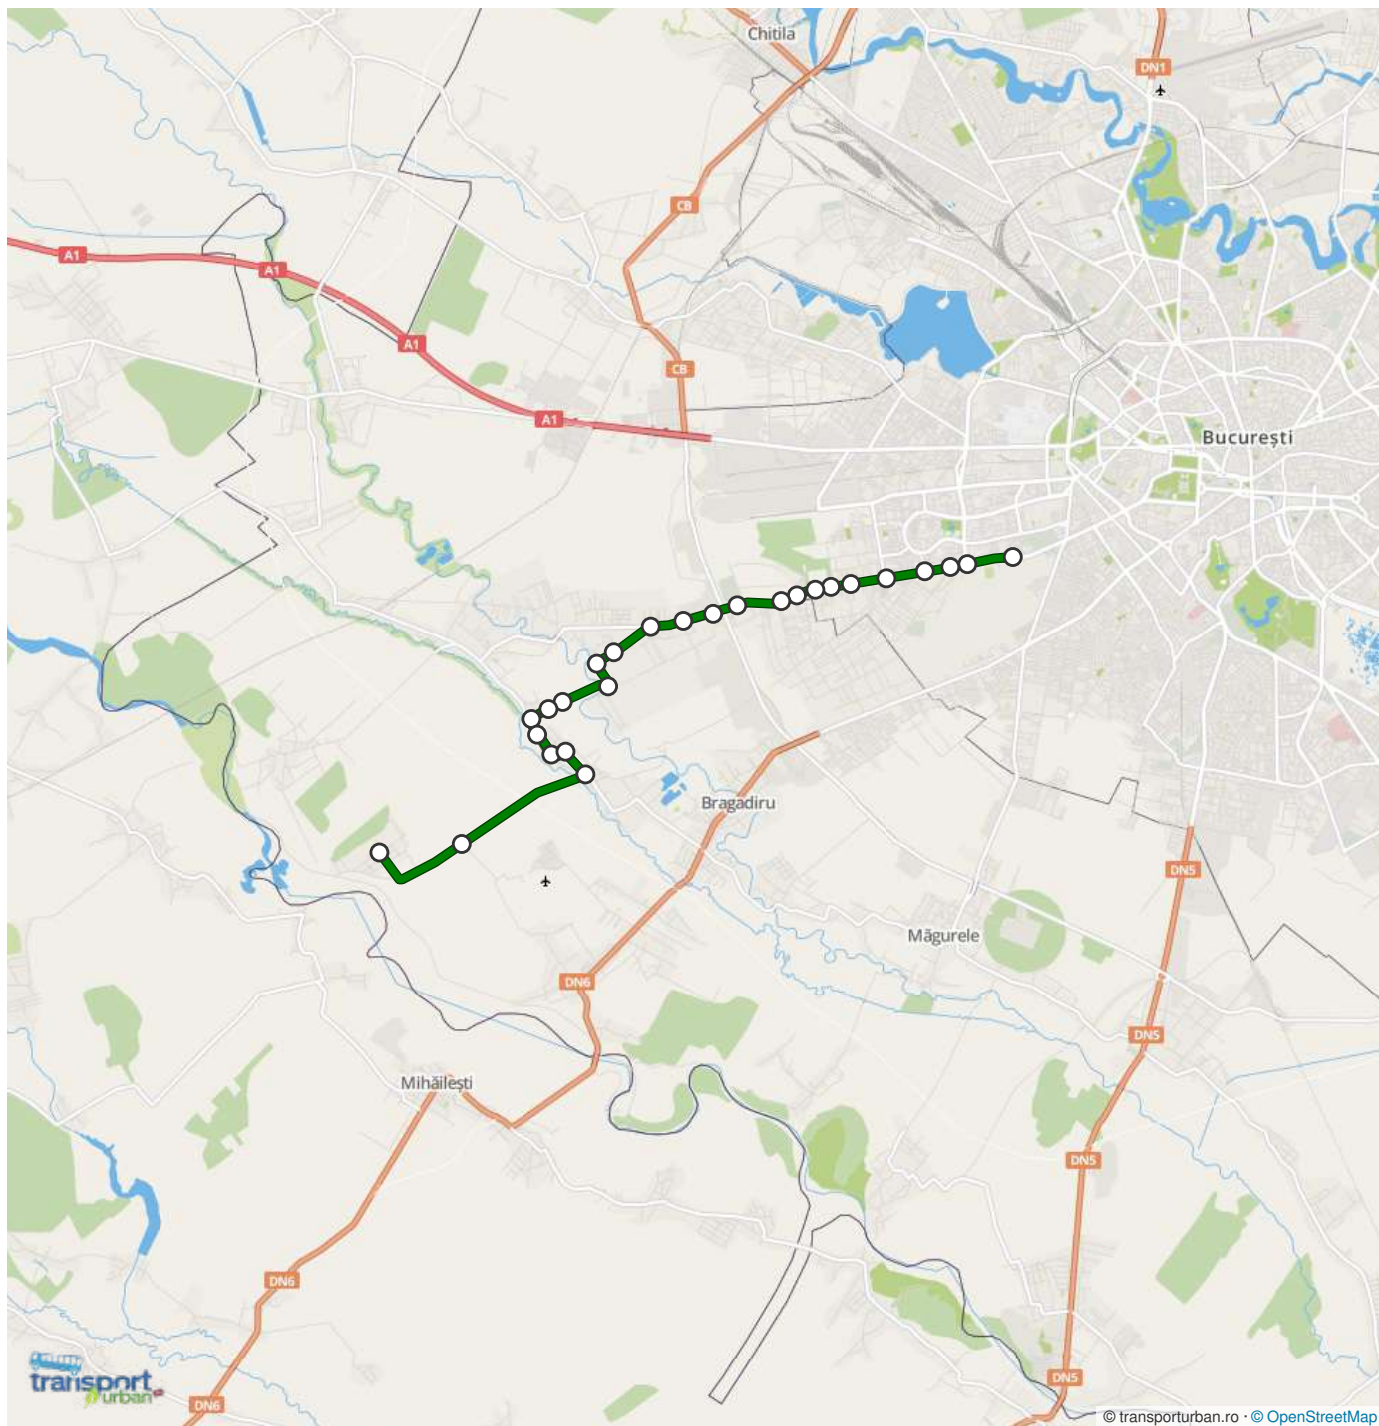 Chitila
DN1
CB
A1
A1
A1
CB
A1
București
Bragadiru
DN5
Măgurele
DN6
DN5
Mihăilești
DN5
DN6
DN5
DN6
transport
urban
© transporturban.ro · © OpenStreetMap